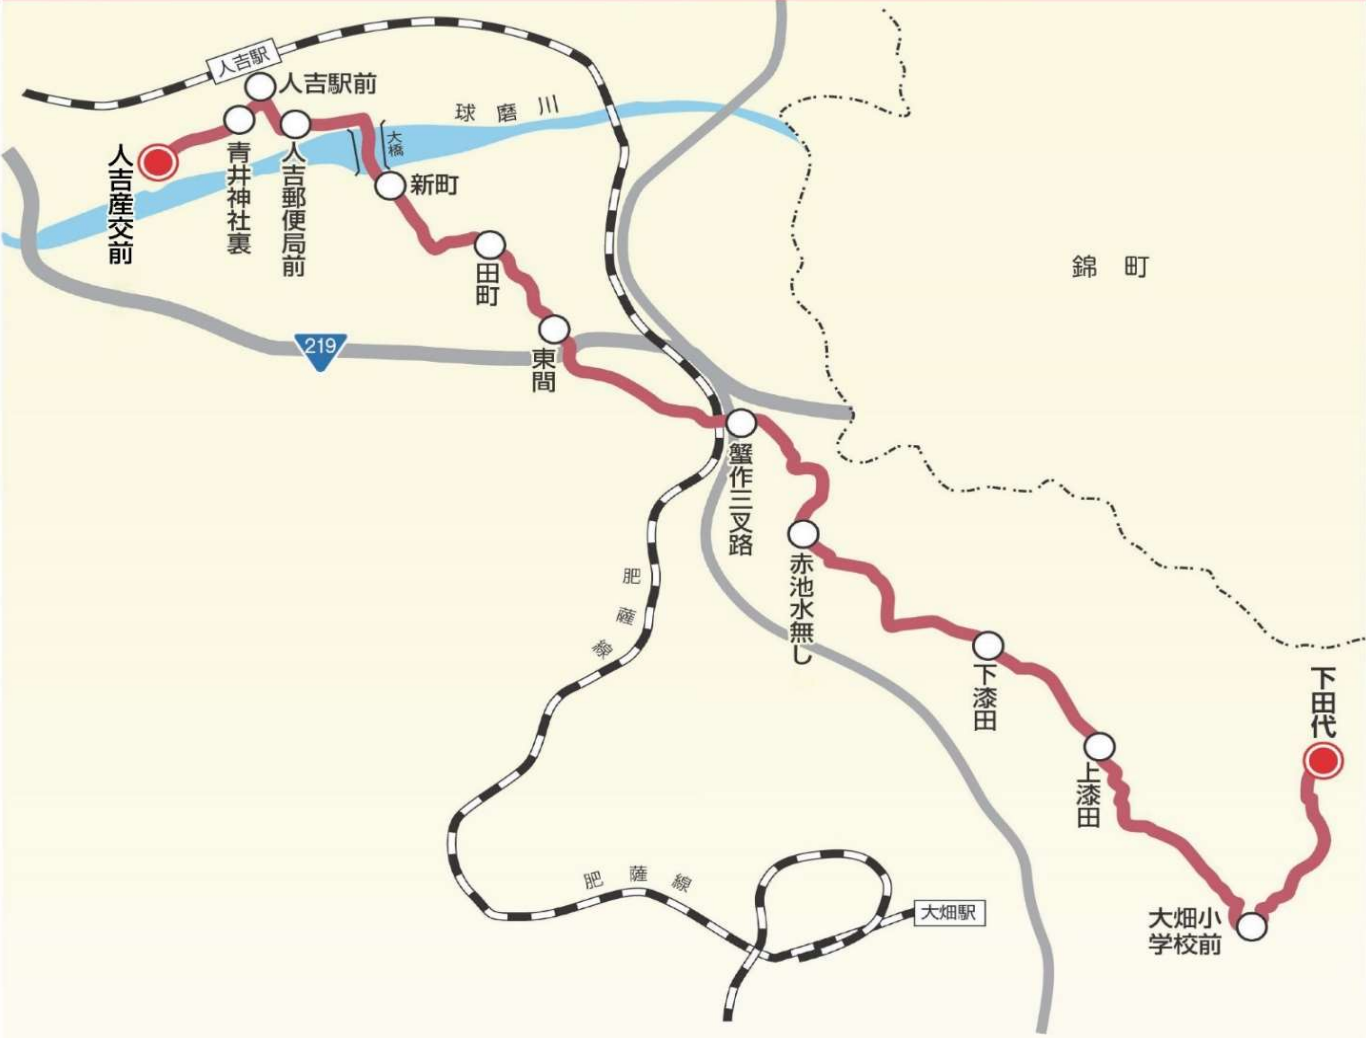 人吉駅
人吉駅前
球磨川
大橋
人吉産交前
青井神社裏
人吉郵便局前
新町
田町
錦町
219
東間
蟹作三叉路
赤池水無し
肥薩線
下漆田
下田代
上漆田
肥薩線
大畑駅
大畑小
学校前